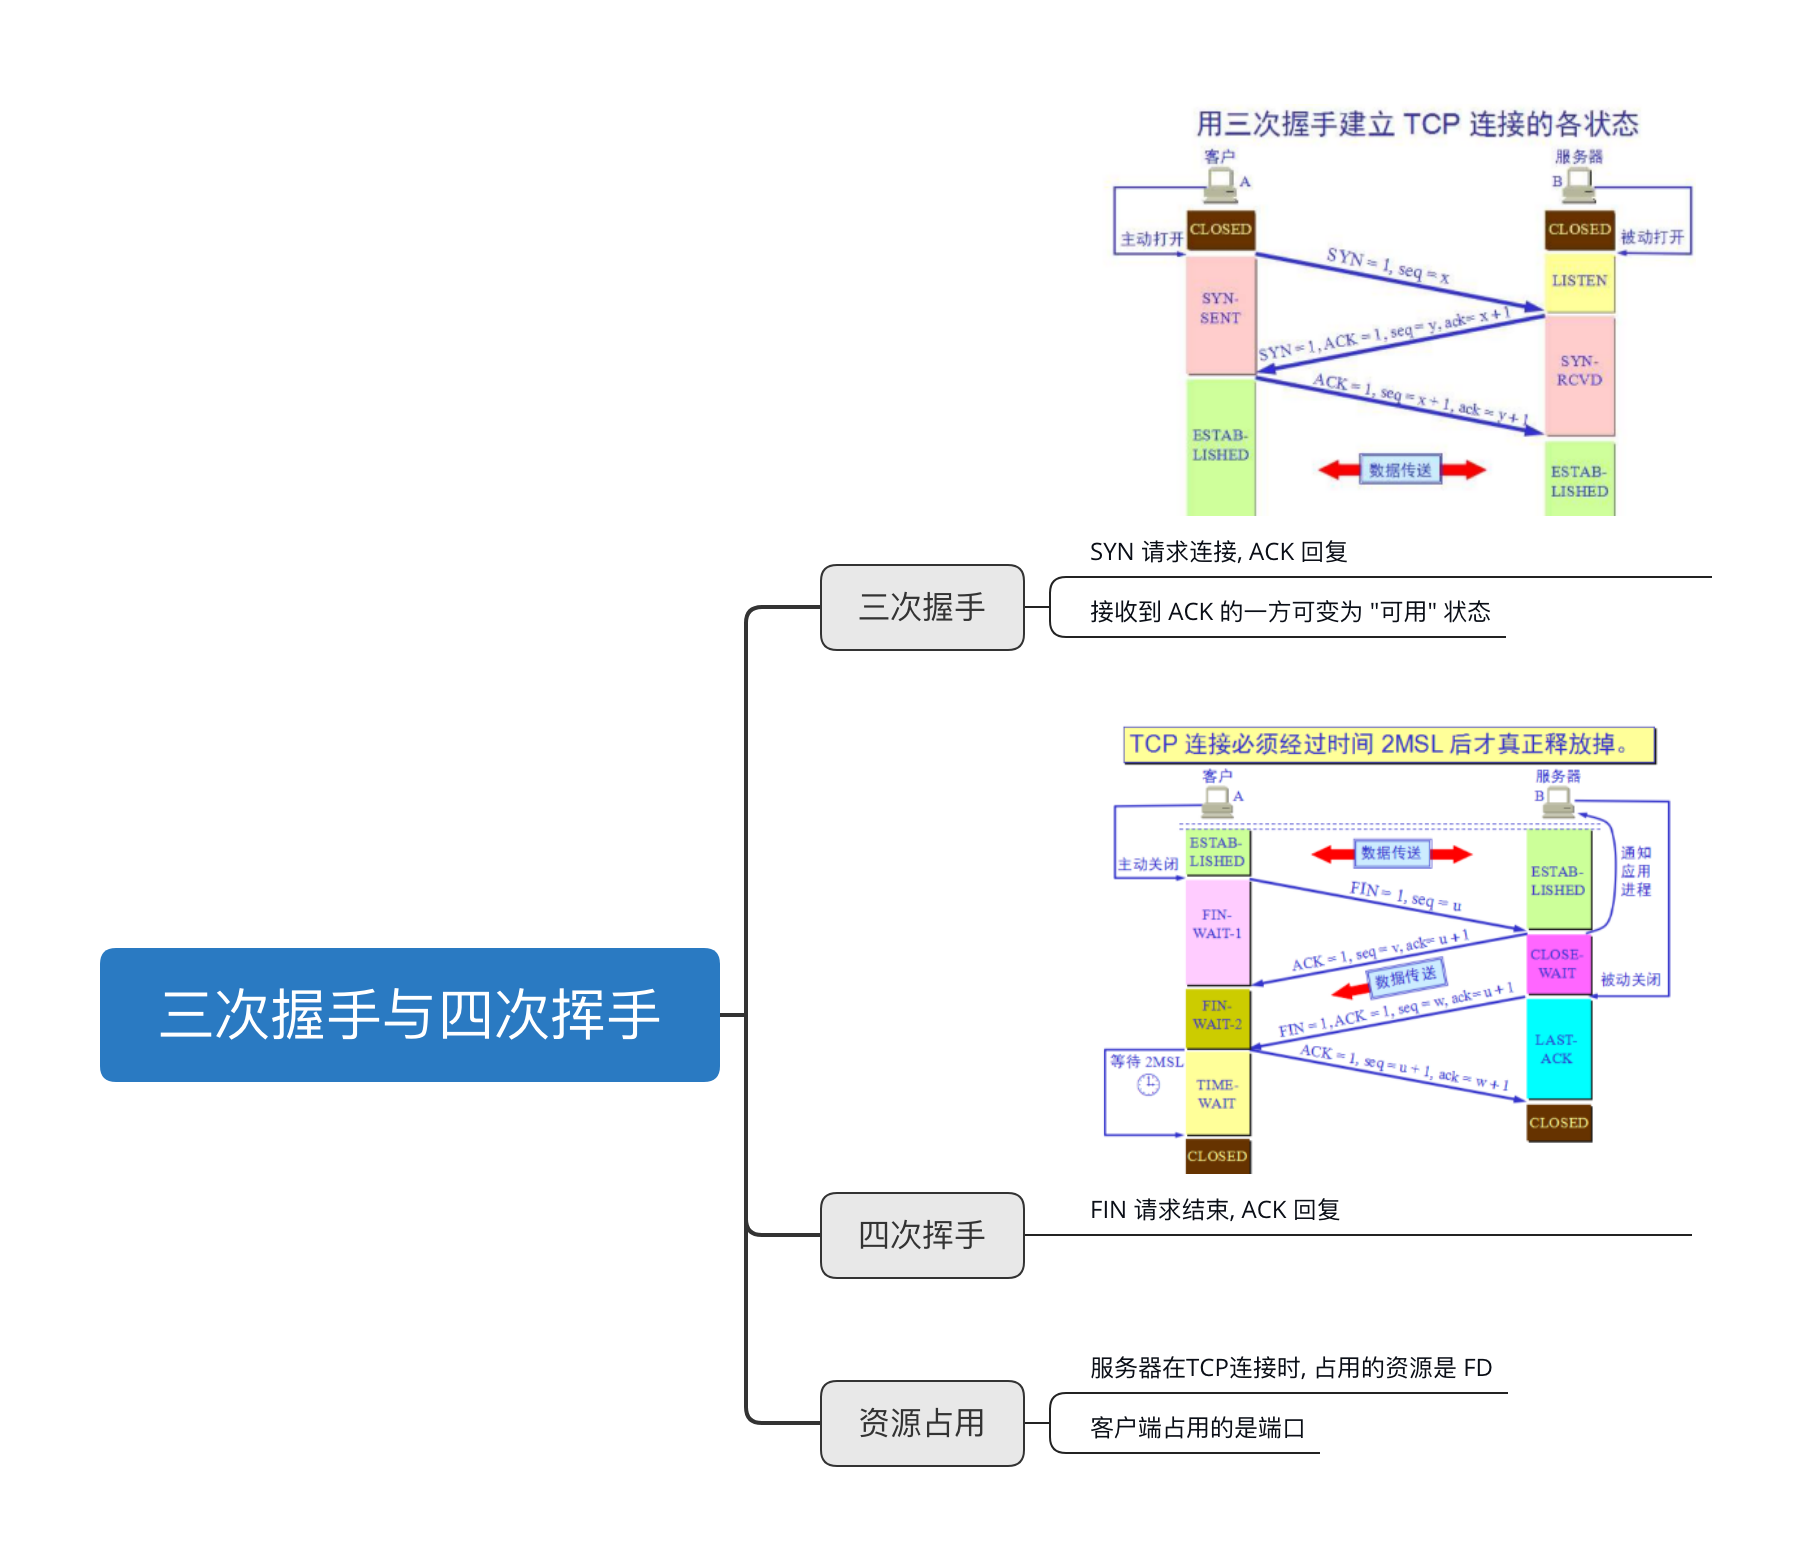 用三次握手建立 TCP 连接的各状态
客户
服务器
A
B
CLOSED
CLOSED
主动打开
被动打开
SYN = 1, seq = x
LISTEN
SYN-
SENT
SYN = 1, ACK = 1, seq = y, ack= x + 1
SYN-
RCVD
ACK = 1, seq = x + 1, ack = y + 1
ESTAB-
LISHED
数据传送
ESTAB-
LISHED
SYN 请求连接, ACK 回复
三次握手
接收到 ACK 的一方可变为 "可用" 状态
TCP 连接必须经过时间 2MSL 后才真正释放掉。
客户
服务器
A
B
ESTAB-
LISHED
数据传送
通知
应用
进程
主动关闭
ESTAB-
LISHED
FIN = 1, seq = u
FIN-
WAIT-1
ACK = 1, seq = v, ack= u + 1
CLOSE-
WAIT
数据传送
被动关闭
FIN-
WAIT-2
FIN = 1, ACK = 1, seq = w, ack= u + 1
LAST-
ACK
等待 2MSL
ACK = 1, seq = u + 1, ack = w + 1
TIME-
WAIT
CLOSED
CLOSED
三次握手与四次挥手
FIN 请求结束, ACK 回复
四次挥手
服务器在TCP连接时, 占用的资源是 FD
资源占用
客户端占用的是端口